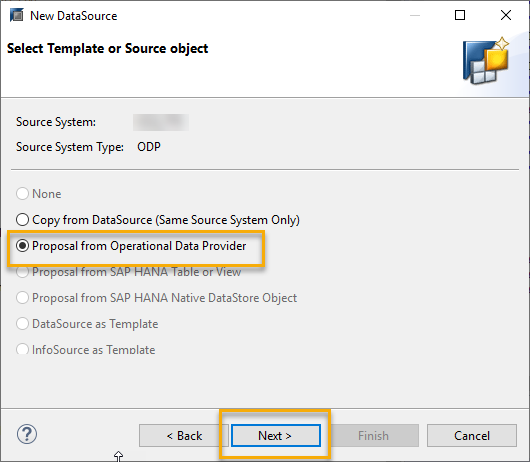 New DataSource
Select Template or Source object
Source System:
Source System Type: ODP
None
Copy from DataSource (Same Source System Only)
Proposal from Operational Data Provider
Proposal from SAP HANA Table or View
Proposal from SAP HANA Native DataStore Object
DataSource as Template
InfoSource as Template
? < Back Next > Finish Cancel